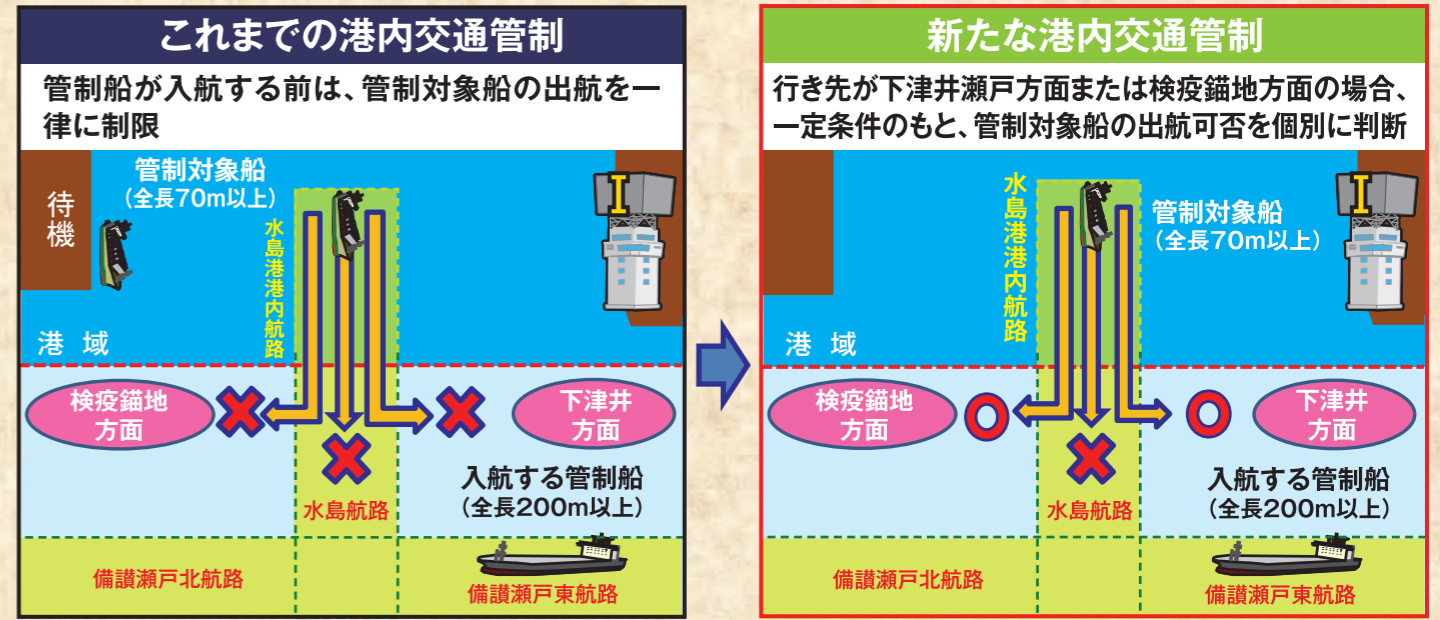 これまでの港内交通管制
管制船が入航する前は、管制対象船の出航を一
律に制限
管制対象船
（全長70m以上）
待機
水島港港内航路
港 域
検疫錨地
方面
下津井
方面
入航する管制船
（全長200m以上）
水島航路
備讃瀬戸北航路
備讃瀬戸東航路
新たな港内交通管制
行き先が下津井瀬戸方面または検疫錨地方面の場合、
一定条件のもと、管制対象船の出航可否を個別に判断
水島港港内航路
管制対象船
（全長70m以上）
港 域
検疫錨地
方面
下津井
方面
入航する管制船
（全長200m以上）
水島航路
備讃瀬戸北航路
備讃瀬戸東航路
I
I